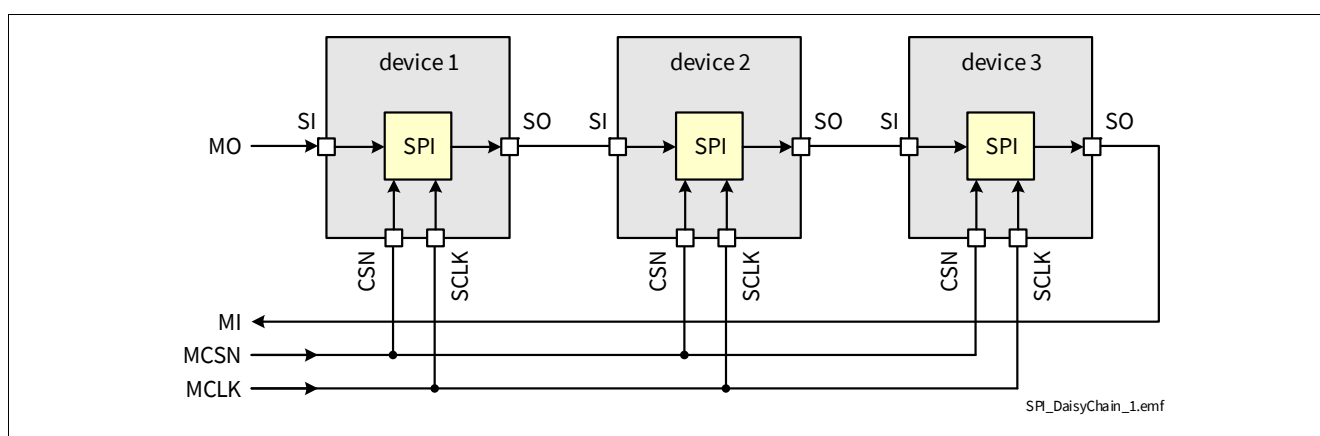 device 1
device 2
device 3
SI
SO
SI
SO
SI
SO
MO
SPI
SPI
SPI
CSN
SCLK
CSN
SCLK
CSN
SCLK
MI
MCSN
MCLK
SPI_DaisyChain_1.emf